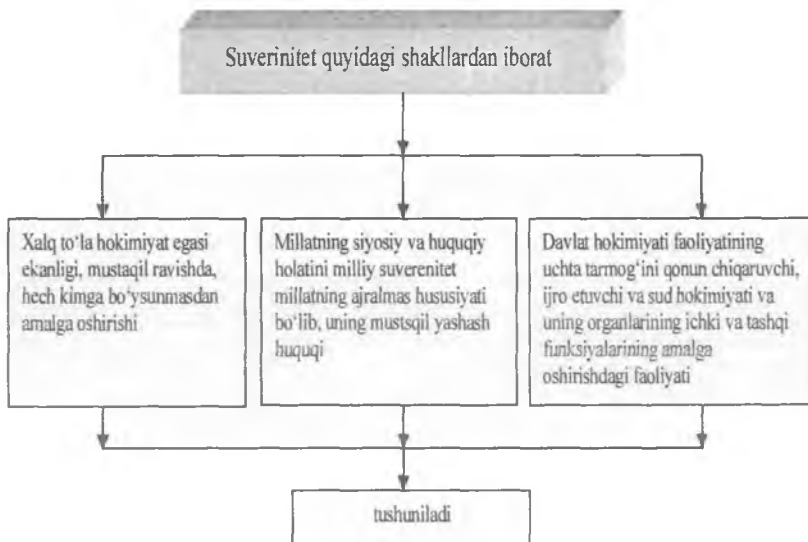 Suverinitet quyidagi shakllardan iborat
Xalq to‘la hokimiyat egasi
ekanligi, mustaqil ravishda,
hech kimga bo‘ysunmasdan
amalga oshirishi
Millatning siyosiy va huquqiy
holatini milliy suverenitet
millatning ajralmas hususiyati
bo‘lib, uning mustsqil yashash
huquqi
Davlat hokimiyati faoliyatining
uchta tarmog‘ini qonun chiqaruvchi,
ijro etuvchi va sud hokimiyati va
uning organlarining ichki va tashqi
funksiyalarining amalga
oshirishdagi faoliyati
tushuniladi